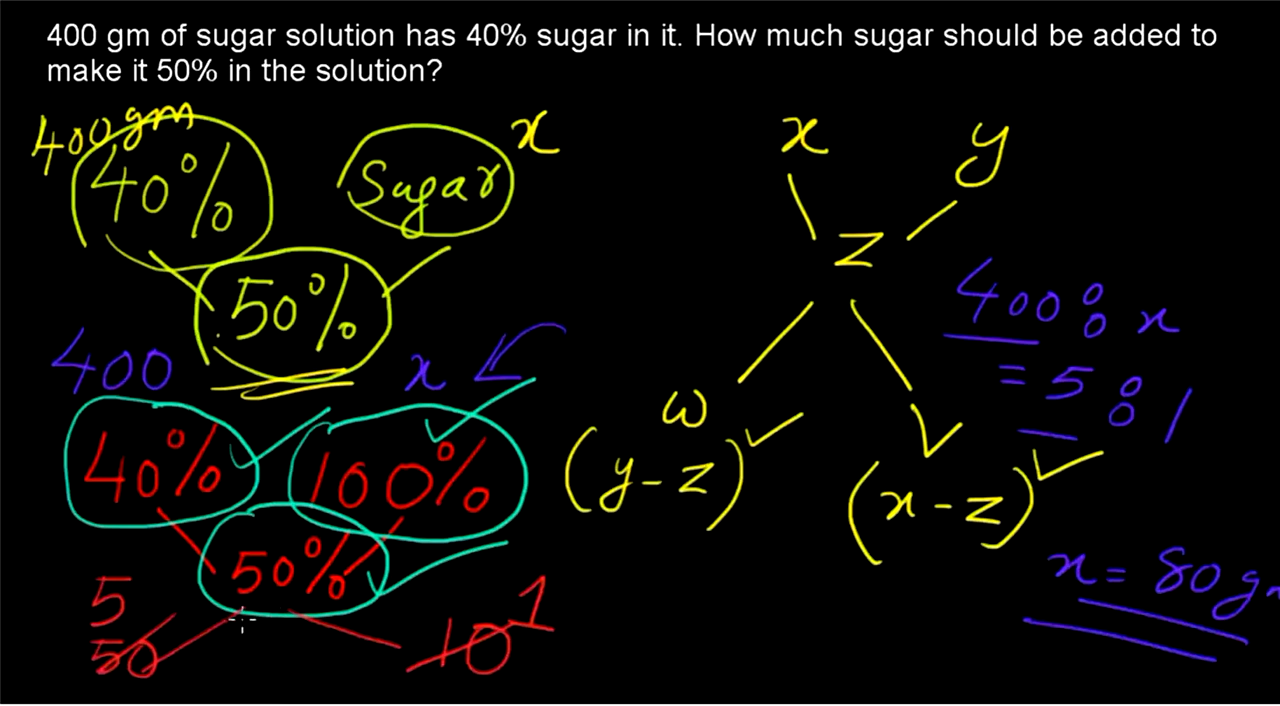 400 gm of sugar solution has 40% sugar in it. How much sugar should be added to
make it 50% in the solution?
400gm
40%
Sugar
x
50%
x
y
z
w
(y-z)
(x-z)
400 x
40% 100%
50%
5
50
10
1
400 : x
= 5 : 1
x = 80g